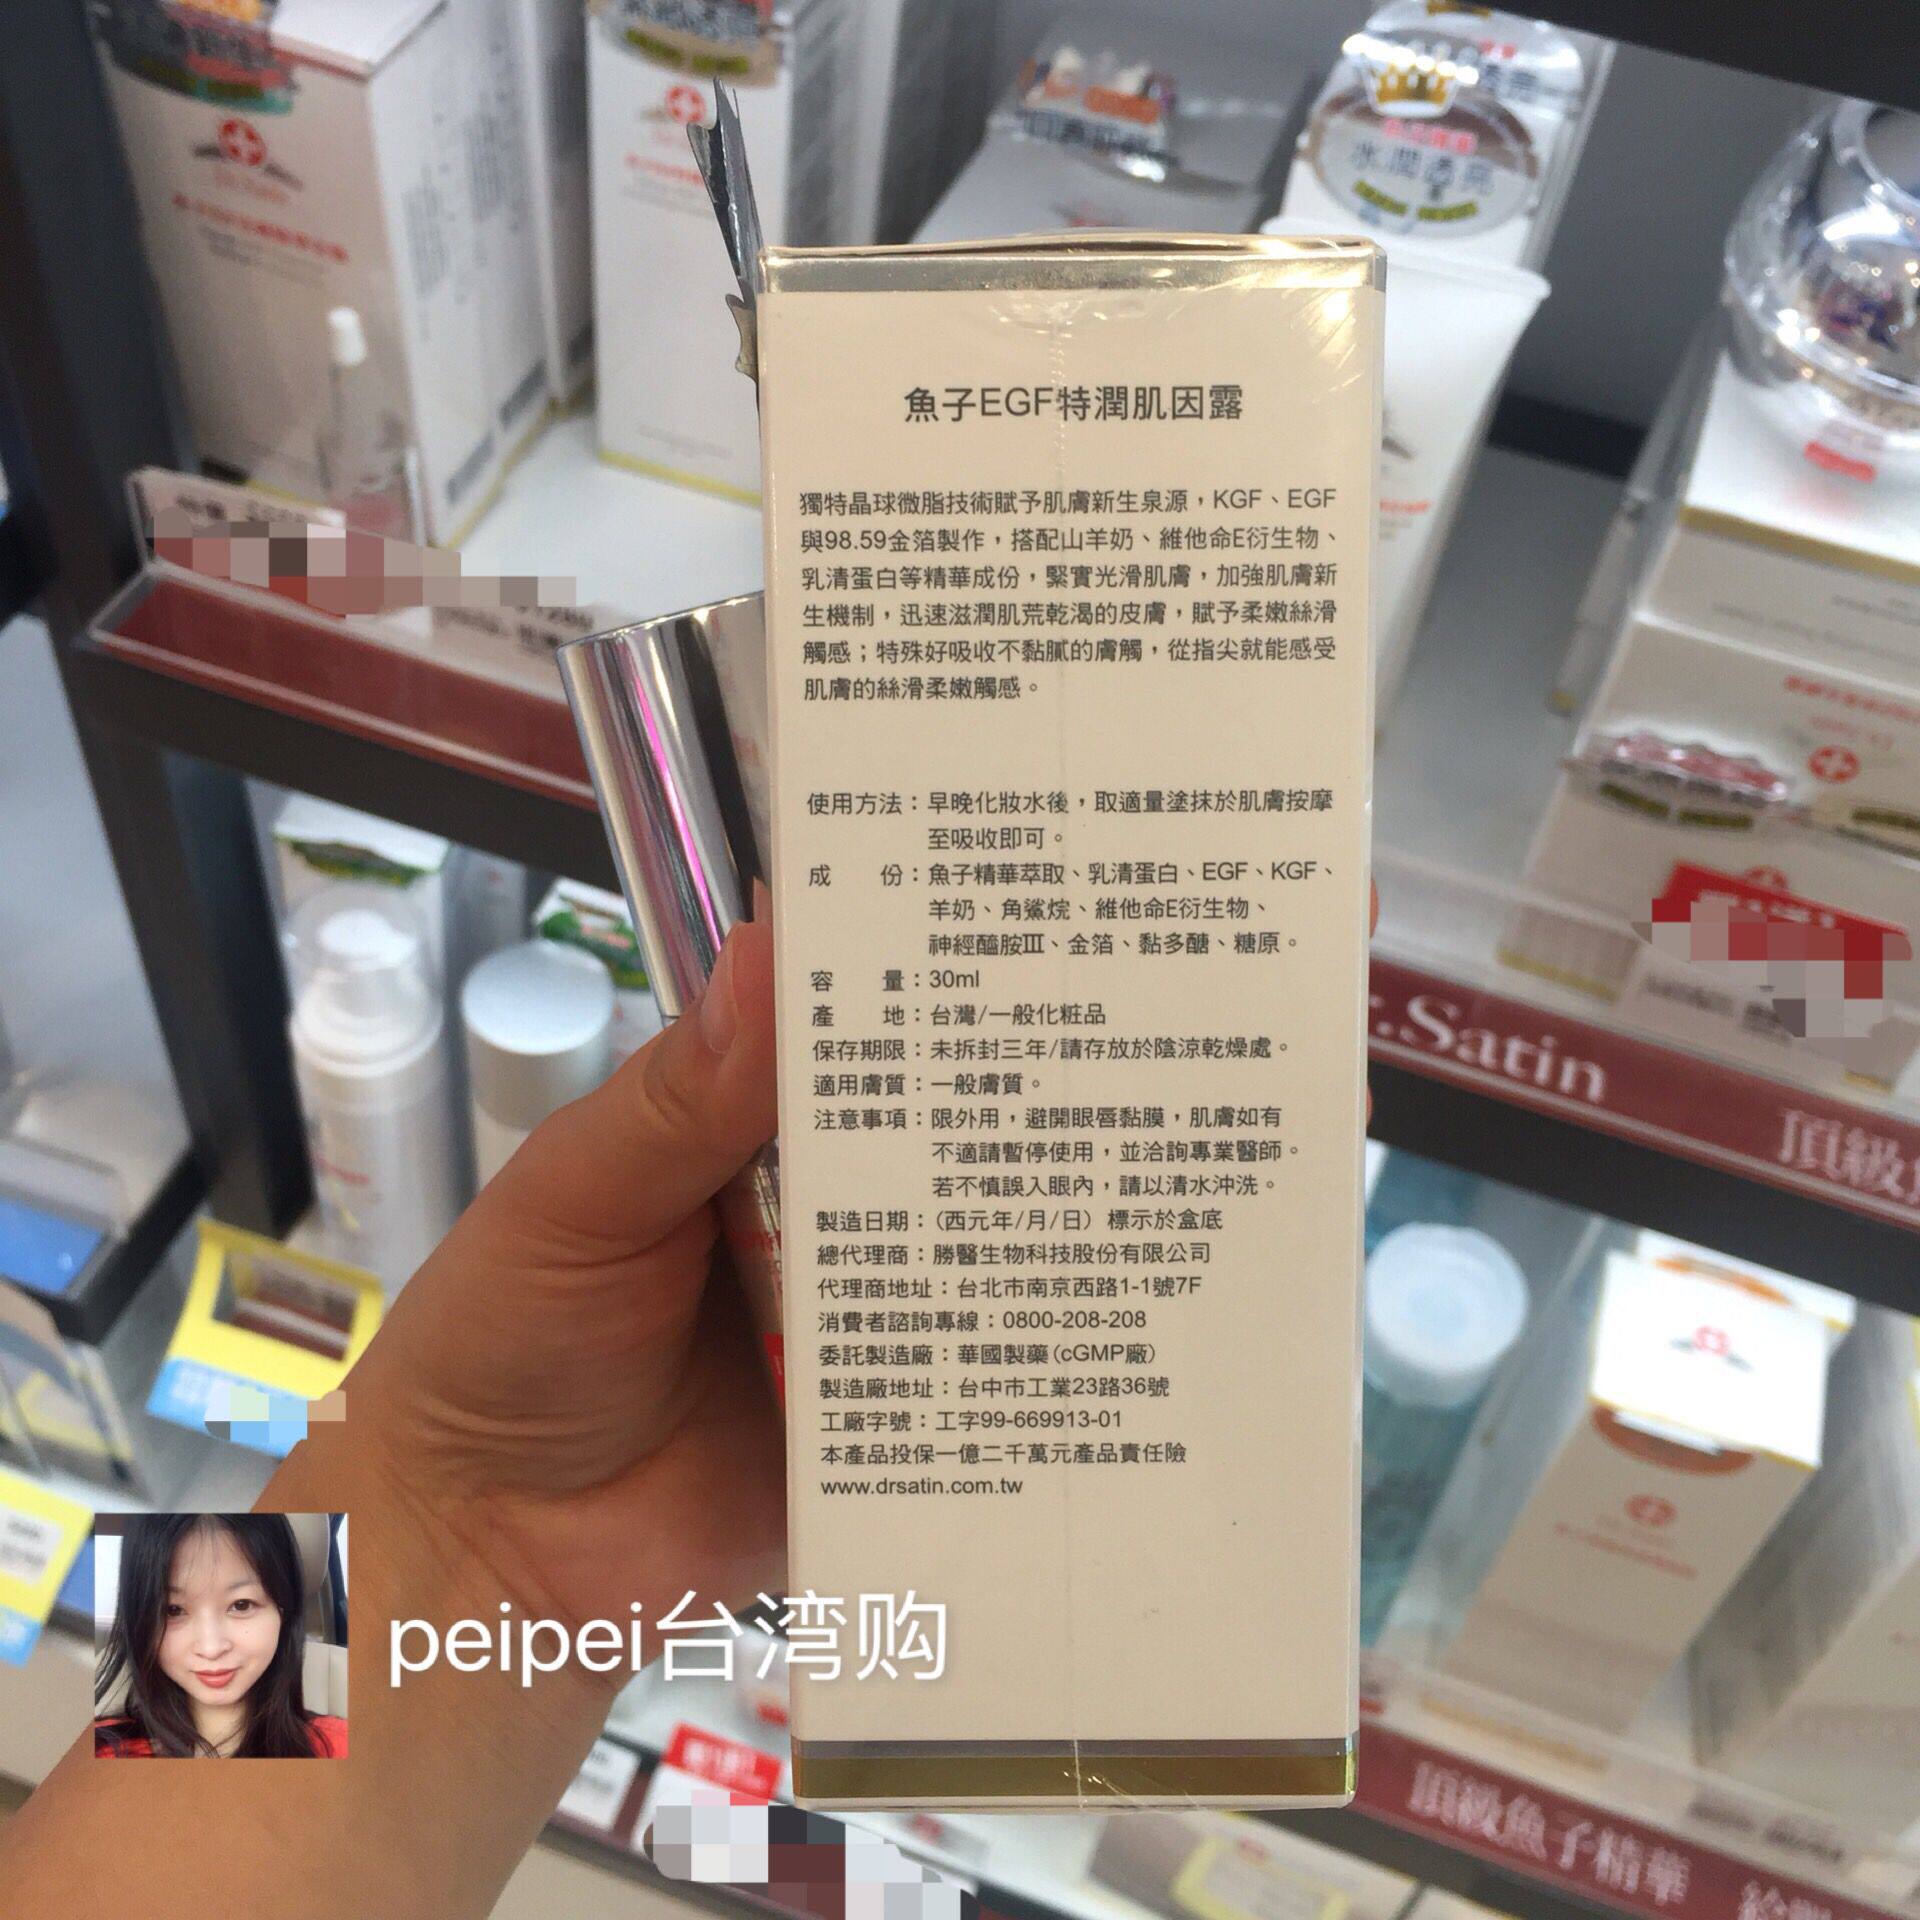 魚子EGF特潤肌因露
獨特晶球微脂技術賦予肌膚新生泉源，KGF、EGF
與98.59金箔製作，搭配山羊奶、維他命E衍生物、
乳清蛋白等精華成份，緊實光滑肌膚，加強肌膚新
生機制，迅速滋潤肌荒乾渴的皮膚，賦予柔嫩絲滑
觸感；特殊好吸收不黏膩的膚觸，從指尖就能感受
肌膚的絲滑柔嫩觸感。
使用方法：早晚化妝水後，取適量塗抹於肌膚按摩
至吸收即可。
成　　份：魚子精華萃取、乳清蛋白、EGF、KGF、
羊奶、角鯊烷、維他命E衍生物、
神經醯胺III、金箔、黏多醣、糖原。
容　　量：30ml
產　　地：台灣/一般化粧品
保存期限：未拆封三年/請存放於陰涼乾燥處。
適用膚質：一般膚質。
注意事項：限外用，避開眼唇黏膜，肌膚如有
不適請暫停使用，並洽詢專業醫師。
若不慎誤入眼內，請以清水沖洗。
製造日期：(西元年/月/日) 標示於盒底
總代理商：勝醫生物科技股份有限公司
代理商地址：台北市南京西路1-1號7F
消費者諮詢專線：0800-208-208
委託製造廠：華國製藥(cGMP廠)
製造廠地址：台中市工業23路36號
工廠字號：工字99-669913-01
本產品投保一億二千萬元產品責任險
www.drsatin.com.tw
水潤透亮
r.Satin
頂級
頂級魚子精華
peipei台湾购